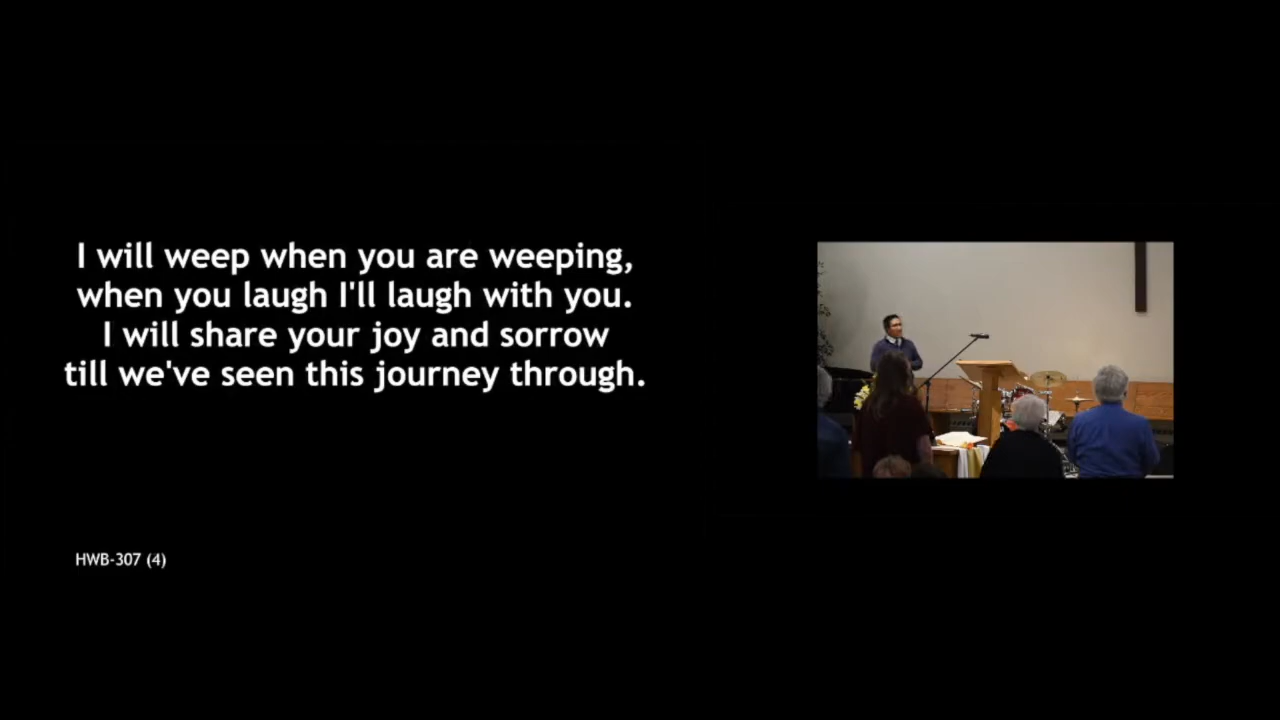 I will weep when you are weeping,
when you laugh I'll laugh with you.
I will share your joy and sorrow
till we've seen this journey through.
HWB-307 (4)